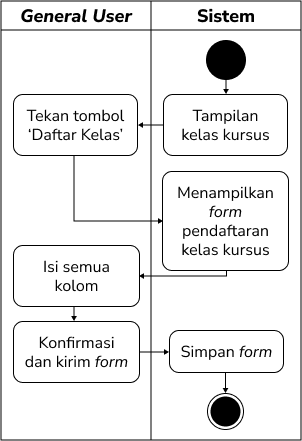 General User
Sistem
Tekan tombol
‘Daftar Kelas’
Tampilan
kelas kursus
Menampilkan
form
pendaftaran
kelas kursus
Isi semua
kolom
Konfirmasi
dan kirim form
Simpan form